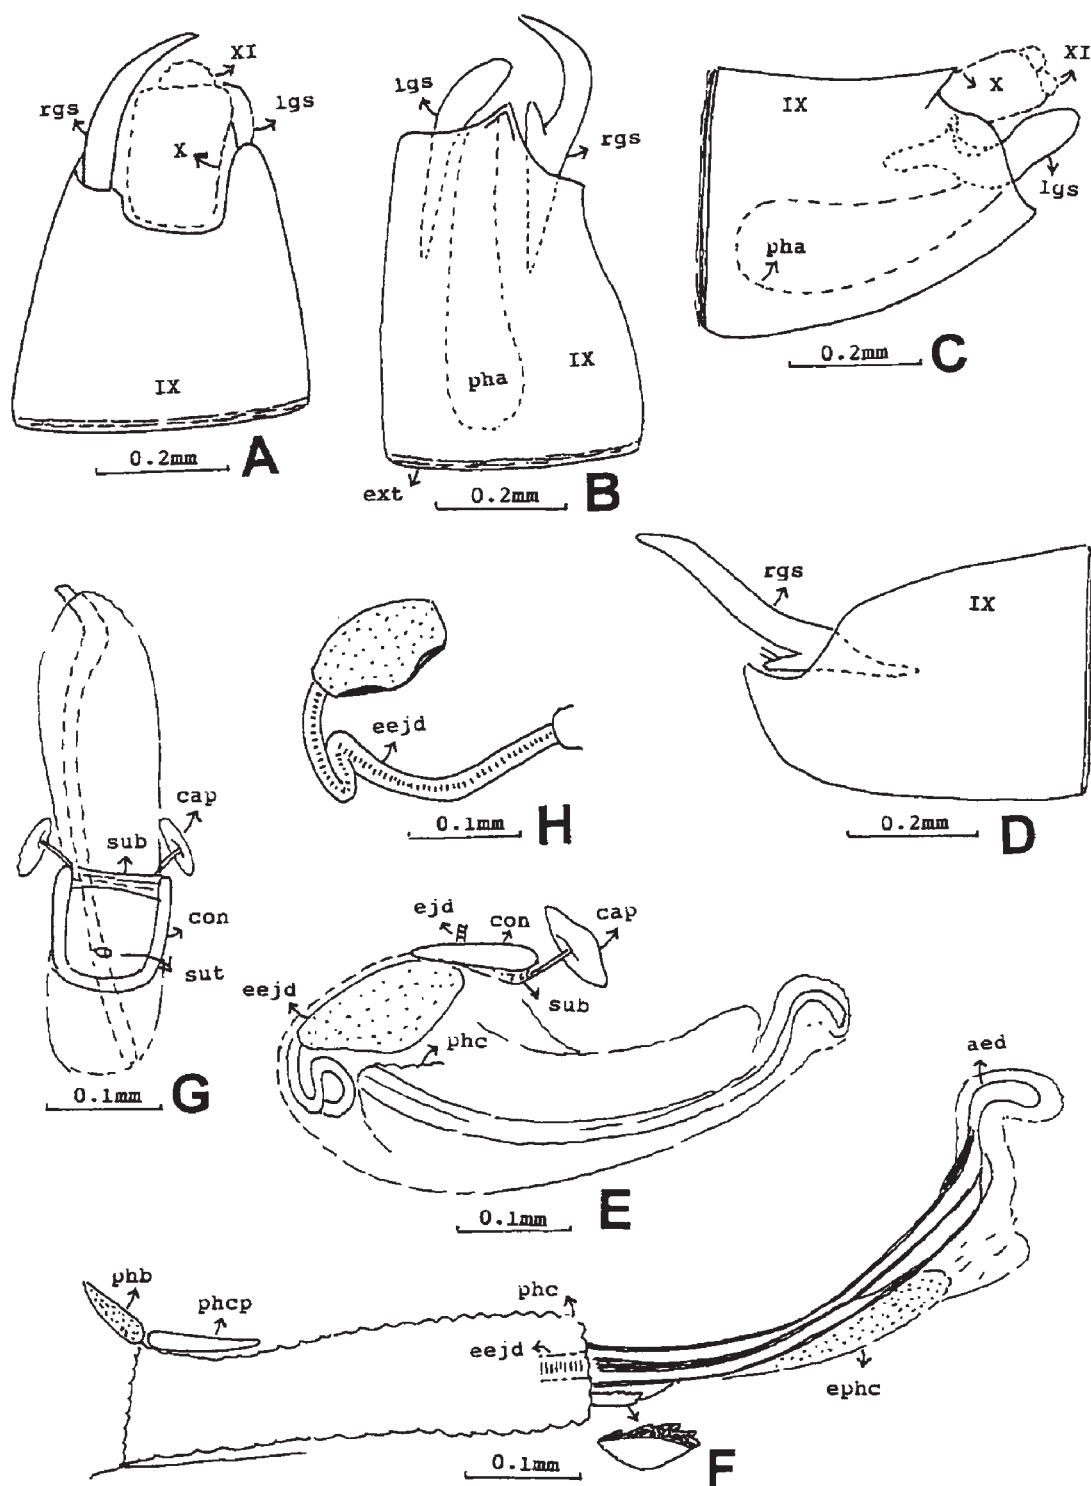 XI
rgs
lgs
X
IX
0.2mm
A
lgs
rgs
IX
pha
ext
0.2mm
B
IX
X
XI
lgs
pha
0.2mm
C
rgs
IX
0.2mm
D
cap
sub
con
sut
0.1mm
G
eejd
0.1mm
H
ejd
con
cap
sub
eejd
phc
0.1mm
E
aed
phb
phcp
phc
eejd
ephc
0.1mm
F